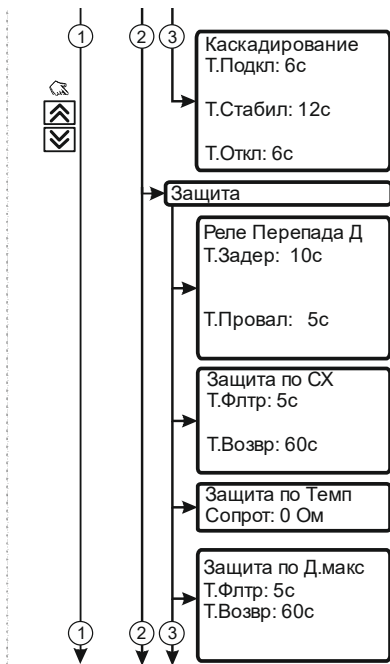 1 2 3
Каскадирование
Т.Подкл: 6с
Т.Стабил: 12с
Т.Откл: 6с
Защита
Реле Перепада Д
Т.Задер: 10с
Т.Провал: 5с
Защита по СХ
Т.Флтр: 5с
Т.Возвр: 60с
Защита по Темп
Сопрот: 0 Ом
Защита по Д.макс
Т.Флтр: 5с
Т.Возвр: 60с
1 2 3